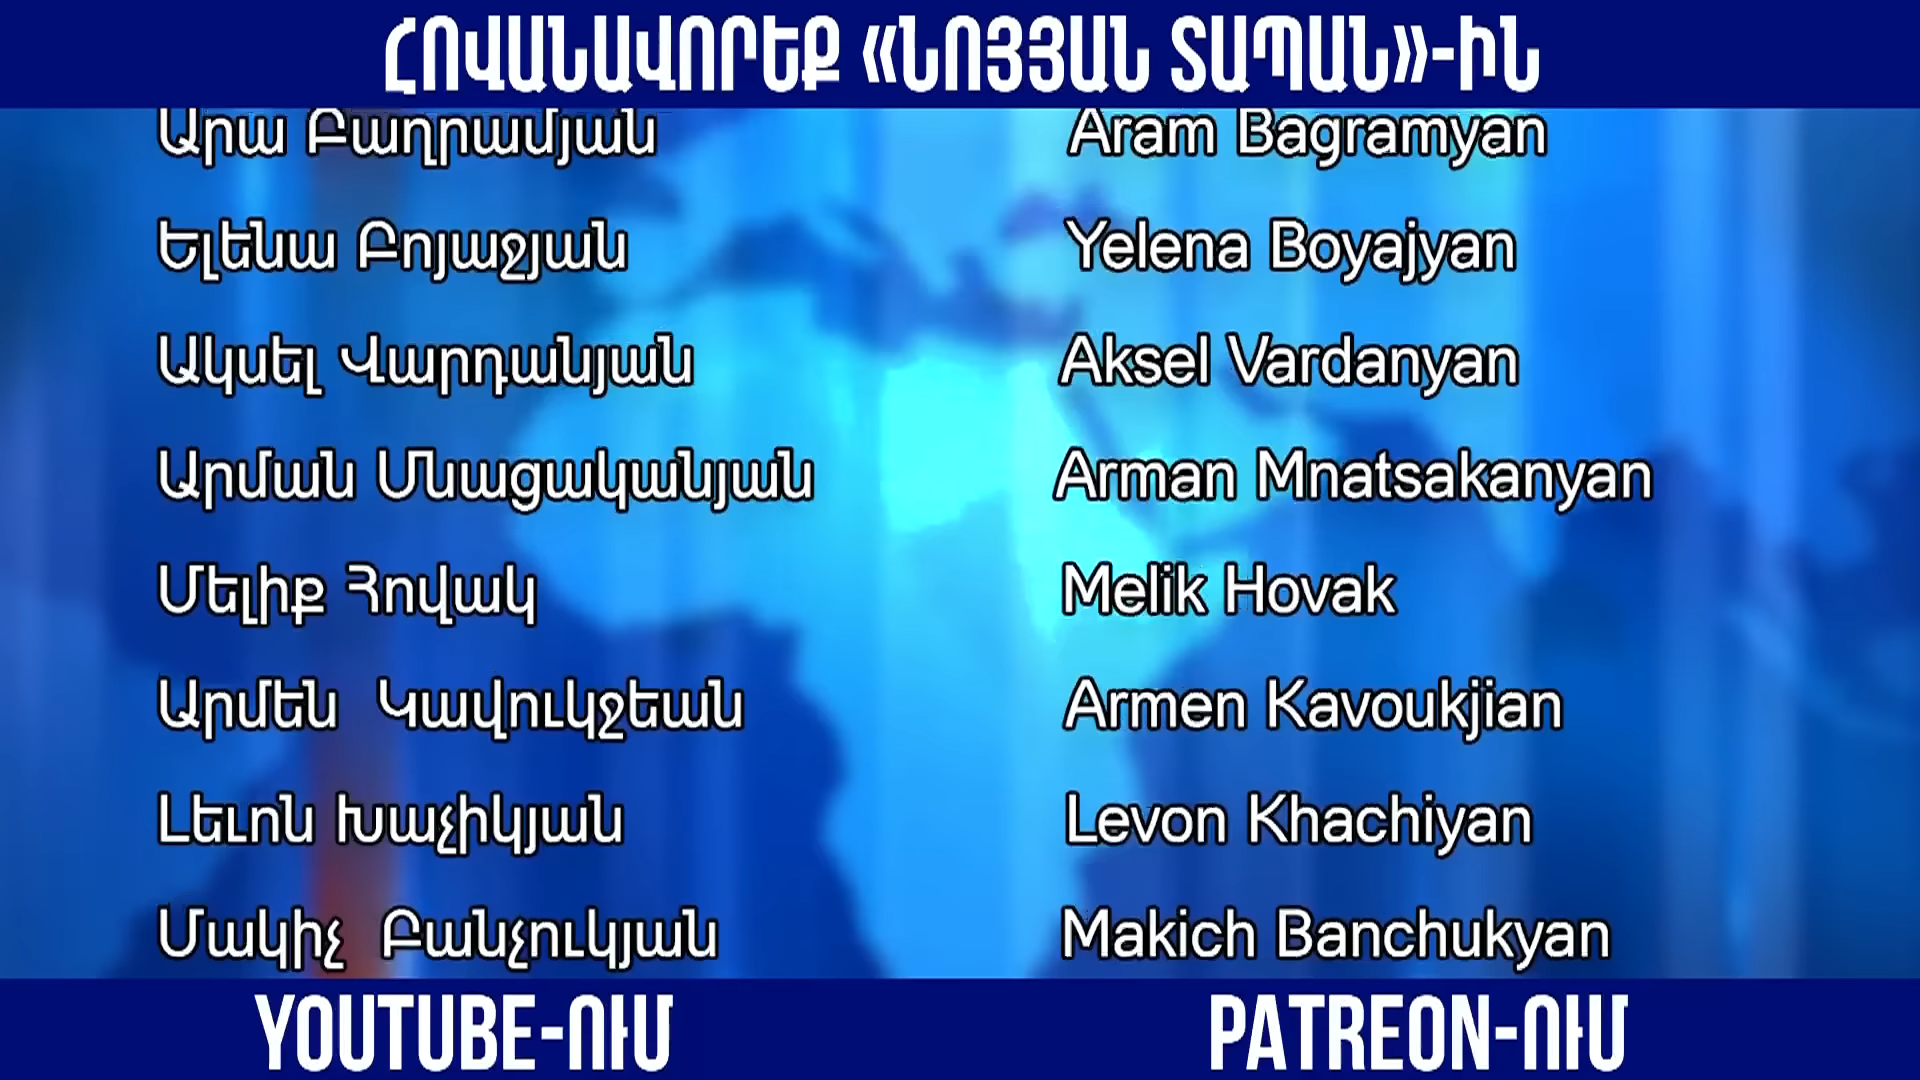 ՀՈՎԱՆԱՎՈՐԵՔ «ՆՈՅՅԱՆ ՏԱՊԱՆ»-ԻՆ
Արա Բաղրամյան Aram Bagramyan
Ելենա Բոյաջյան Yelena Boyajyan
Ակսել Վարդանյան Aksel Vardanyan
Արման Մնացականյան Arman Mnatsakanyan
Մելիք Հովակ Melik Hovak
Արմեն Կավուկջեան Armen Kavoukjian
Լեւոն Խաչիկյան Levon Khachiyan
Մակիչ Բանչուկյան Makich Banchukyan
YOUTUBE-ՈՒՄ PATREON-ՈՒՄ